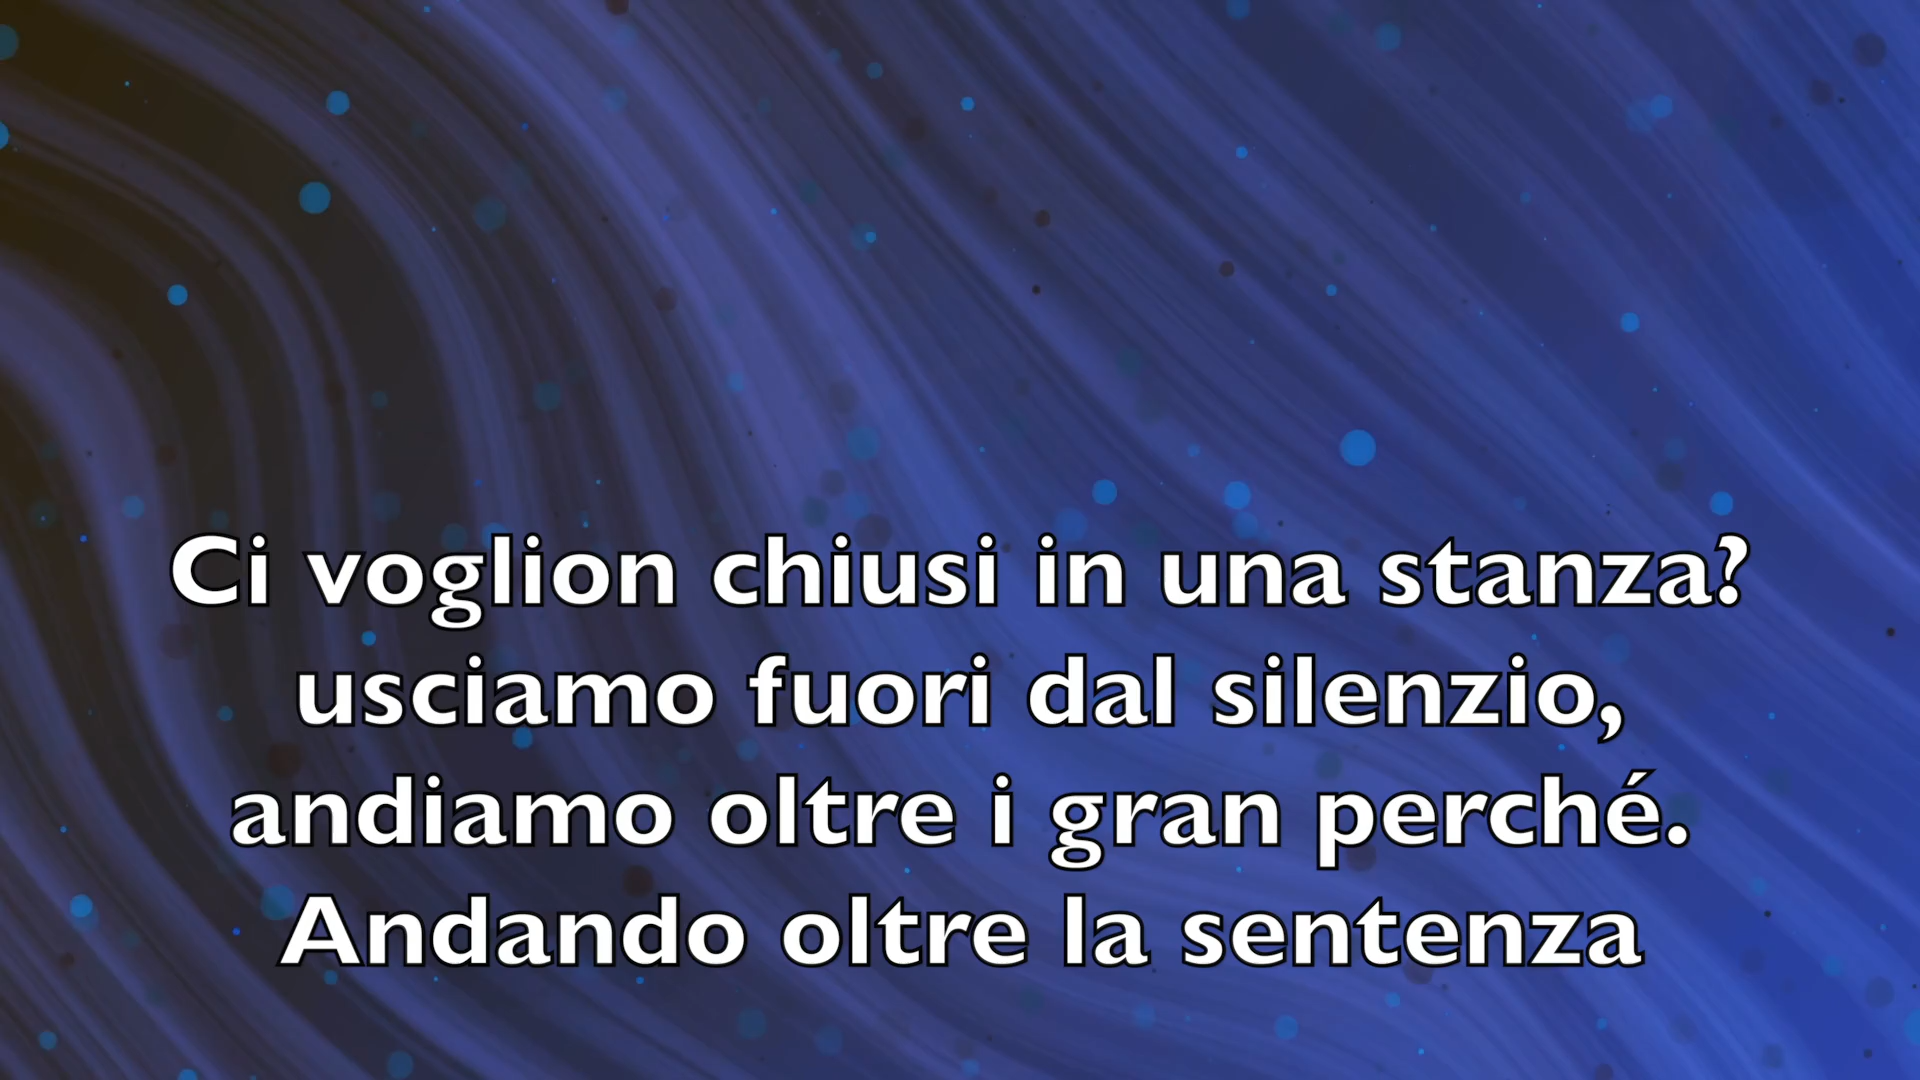 Ci voglion chiusi in una stanza?
usciamo fuori dal silenzio,
andiamo oltre i gran perché.
Andando oltre la sentenza